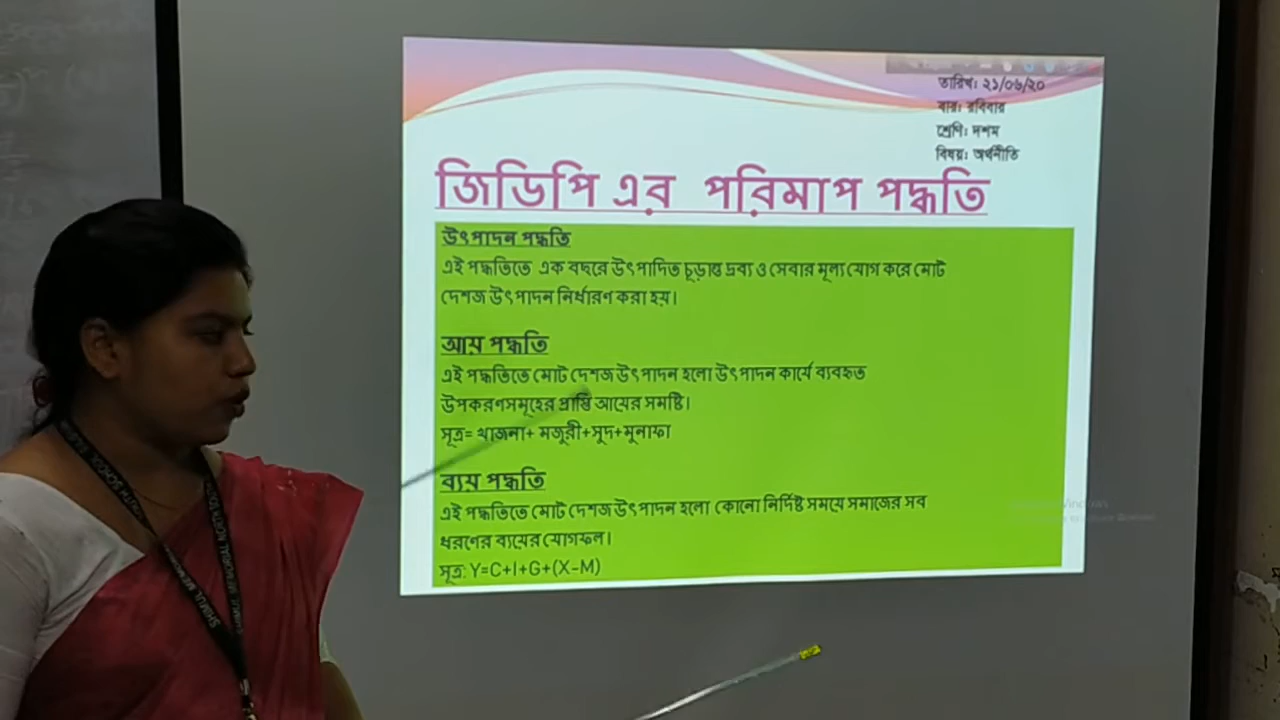 তারিখ: ২১/০৬/২০
বার: রবিবার
শ্রেণি: দশম
বিষয়: অর্থনীতি
জিডিপি এর পরিমাপ পদ্ধতি
উৎপাদন পদ্ধতি
এই পদ্ধতিতে এক বছরে উৎপাদিত চূড়ান্ত দ্রব্য ও সেবার মূল্য যোগ করে মোট
দেশজ উৎপাদন নির্ধারণ করা হয়।
আয় পদ্ধতি
এই পদ্ধতিতে মোট দেশজ উৎপাদন হলো উৎপাদন কার্যে ব্যবহৃত
উপকরণসমূহের প্রাপ্তি আয়ের সমষ্টি।
সূত্র= খাজনা+ মজুরী+সুদ+মুনাফা
ব্যয় পদ্ধতি
এই পদ্ধতিতে মোট দেশজ উৎপাদন হলো কোনো নির্দিষ্ট সময়ে সমাজের সব
ধরণের ব্যয়ের যোগফল।
সূত্র: Y=C+I+G+(X-M)